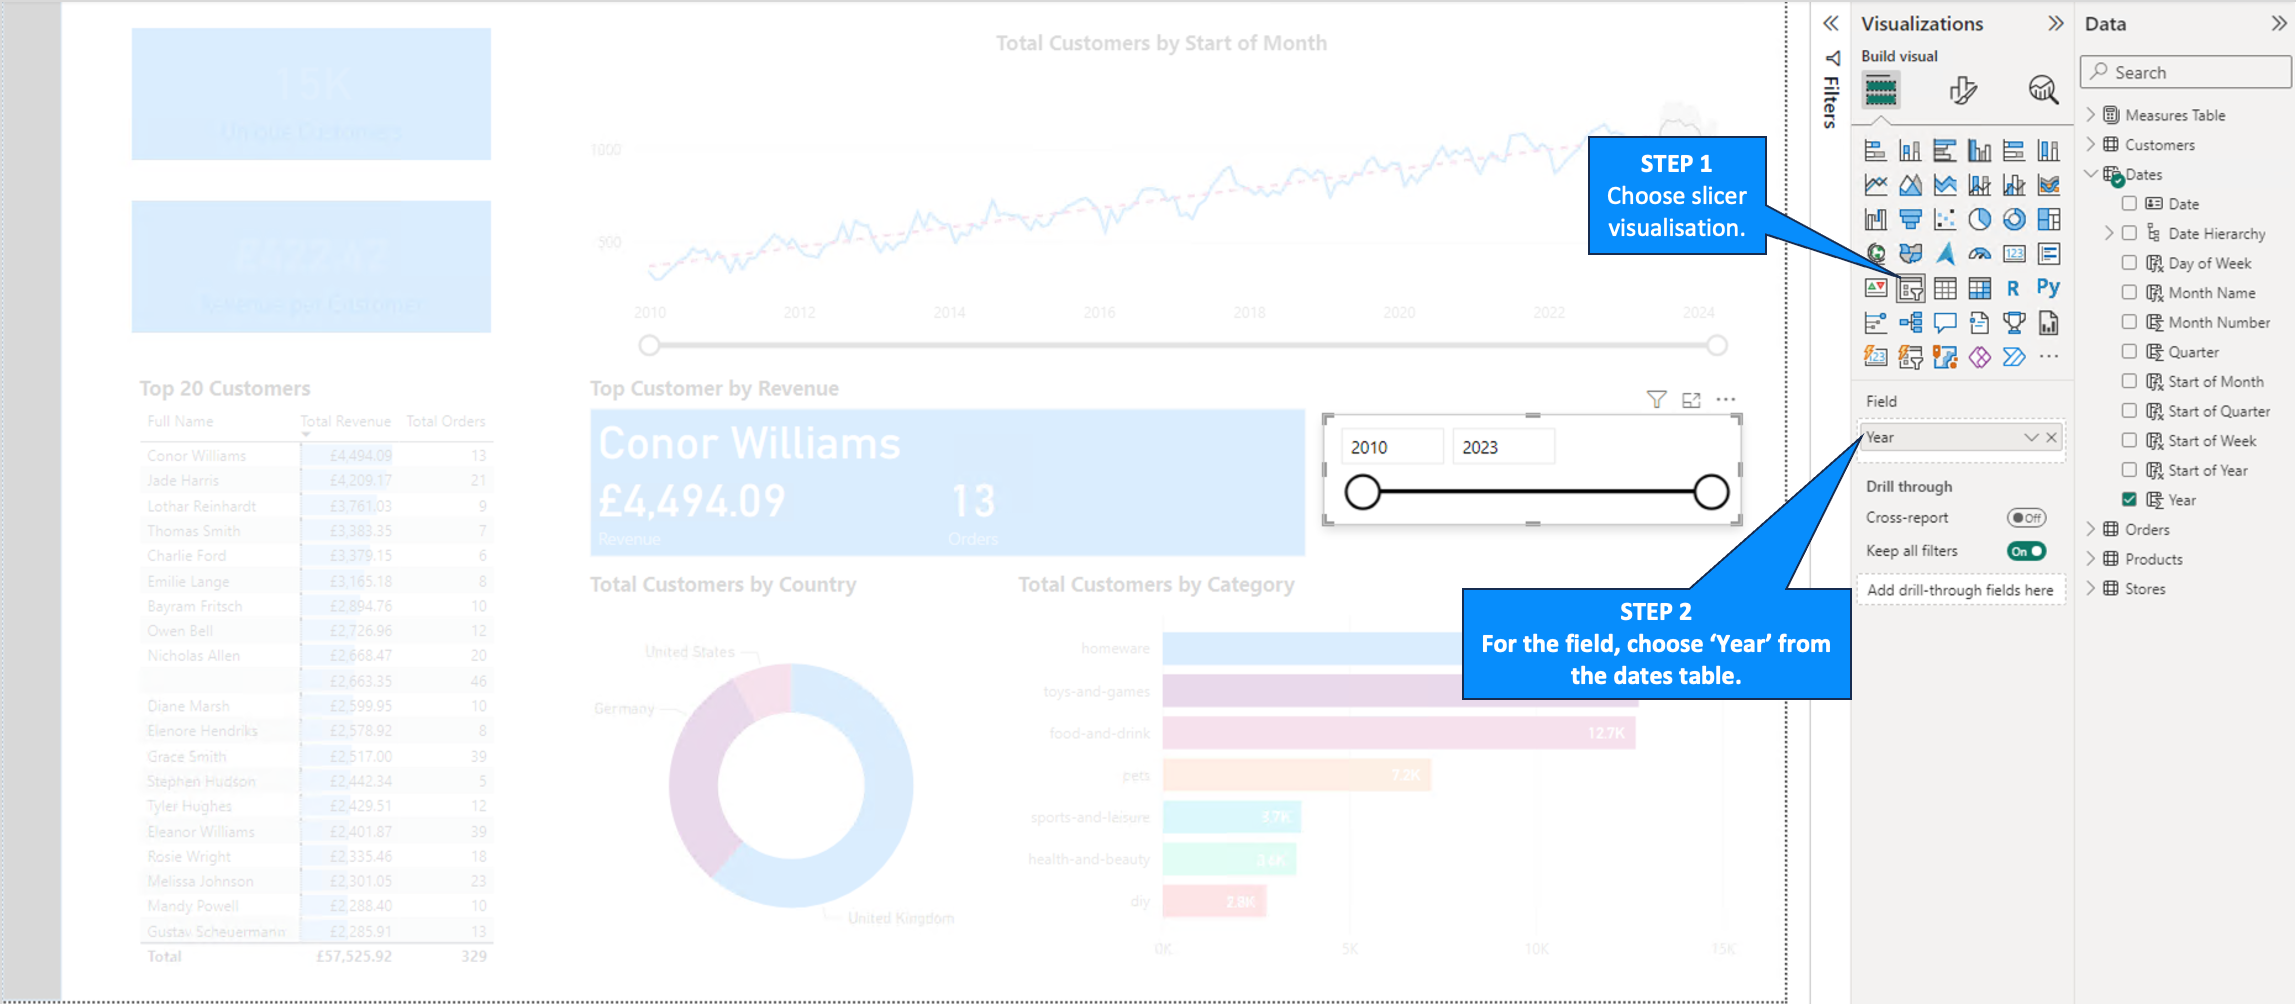 15K
Unique Customers
£422.47
Revenue per Customer
Total Customers by Start of Month
1000
500
2010 2012 2014 2016 2018 2020 2022 2024
STEP 1
Choose slicer
visualisation.
Top 20 Customers
Full Name Total Revenue Total Orders
Conor Williams £4,494.09 13
Jade Harris £4,209.17 21
Lothar Reinhardt £3,761.03 9
Thomas Smith £3,383.35 7
Charlie Ford £3,379.15 6
Emilie Lange £3,165.18 8
Bayram Fritsch £2,894.76 10
Owen Bell £2,726.96 12
Nicholas Allen £2,668.47 20
£2,663.35 46
Diane Marsh £2,599.95 10
Elenore Hendriks £2,578.92 8
Grace Smith £2,517.00 39
Stephen Hudson £2,442.34 5
Tyler Hughes £2,429.51 12
Eleanor Williams £2,401.87 39
Rosie Wright £2,335.46 18
Melissa Johnson £2,301.05 23
Mandy Powell £2,288.40 10
Gustav Scheuermann £2,285.91 13
Total £57,525.92 329
Top Customer by Revenue
Conor Williams
£4,494.09 13
Revenue Orders
2010 2023
Total Customers by Country
United States
Germany
United Kingdom
Total Customers by Category
homeware
toys-and-games
food-and-drink 12.7K
pets 7.2K
sports-and-leisure 3.7K
health-and-beauty 3.6K
diy 2.8K
0K 5K 10K 15K
STEP 2
For the field, choose ‘Year’ from
the dates table.
Filters
Visualizations
Build visual
123
R Py
123
Field
Year
Drill through
Cross-report Off
Keep all filters On
Add drill-through fields here
Data
Search
Measures Table
Customers
Dates
Date
Date Hierarchy
Day of Week
Month Name
Month Number
Quarter
Start of Month
Start of Quarter
Start of Week
Start of Year
Year
Orders
Products
Stores